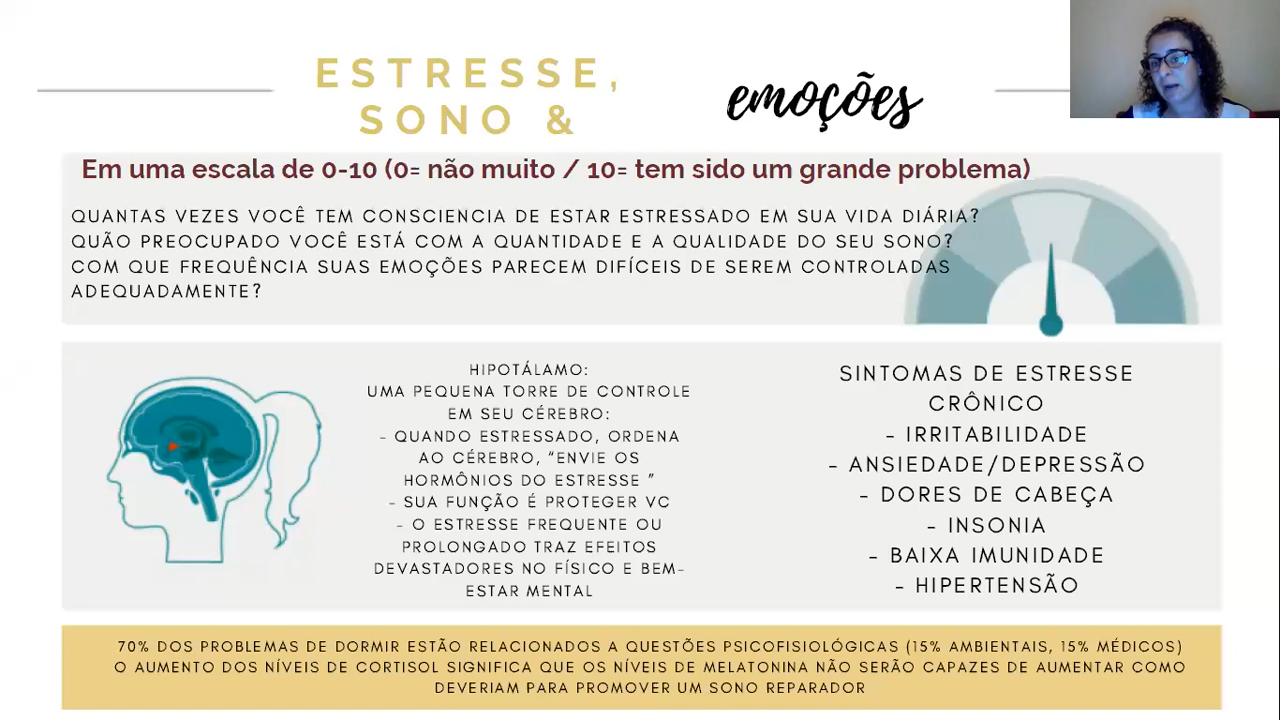 ESTRESSE,
SONO &
emoções
Em uma escala de 0-10 (0= não muito / 10= tem sido um grande problema)
QUANTAS VEZES VOCÊ TEM CONSCIENCIA DE ESTAR ESTRESSADO EM SUA VIDA DIÁRIA?
QUÃO PREOCUPADO VOCÊ ESTÁ COM A QUANTIDADE E A QUALIDADE DO SEU SONO?
COM QUE FREQUÊNCIA SUAS EMOÇÕES PARECEM DIFÍCEIS DE SEREM CONTROLADAS
ADEQUADAMENTE?
HIPOTÁLAMO:
UMA PEQUENA TORRE DE CONTROLE
EM SEU CÉREBRO:
- QUANDO ESTRESSADO, ORDENA
AO CÉREBRO, “ENVIE OS
HORMÔNIOS DO ESTRESSE ”
- SUA FUNÇÃO É PROTEGER VC
- O ESTRESSE FREQUENTE OU
PROLONGADO TRAZ EFEITOS
DEVASTADORES NO FÍSICO E BEM-
ESTAR MENTAL
SINTOMAS DE ESTRESSE
CRÔNICO
- IRRITABILIDADE
- ANSIEDADE/DEPRESSÃO
- DORES DE CABEÇA
- INSONIA
- BAIXA IMUNIDADE
- HIPERTENSÃO
70% DOS PROBLEMAS DE DORMIR ESTÃO RELACIONADOS A QUESTÕES PSICOFISIOLÓGICAS (15% AMBIENTAIS, 15% MÉDICOS)
O AUMENTO DOS NÍVEIS DE CORTISOL SIGNIFICA QUE OS NÍVEIS DE MELATONINA NÃO SERÃO CAPAZES DE AUMENTAR COMO
DEVERIAM PARA PROMOVER UM SONO REPARADOR